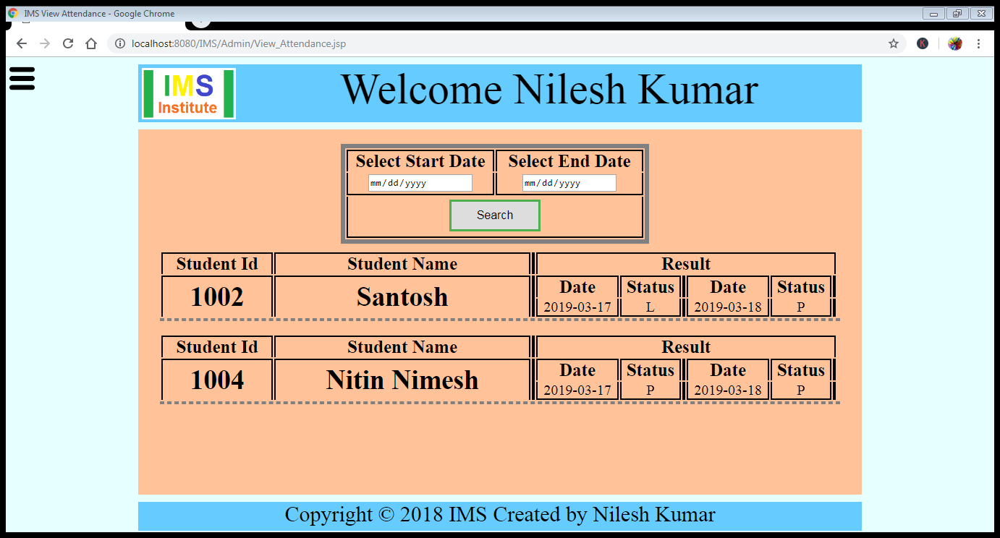 IMS View Attendance - Google Chrome
localhost:8080/IMS/Admin/View_Attendance.jsp
K
IMS
Institute
Welcome Nilesh Kumar
Select Start Date Select End Date
mm/dd/yyyy mm/dd/yyyy
Search
Student Id Student Name Result
1002 Santosh Date Status Date Status
2019-03-17 L 2019-03-18 P
Student Id Student Name Result
1004 Nitin Nimesh Date Status Date Status
2019-03-17 P 2019-03-18 P
Copyright © 2018 IMS Created by Nilesh Kumar